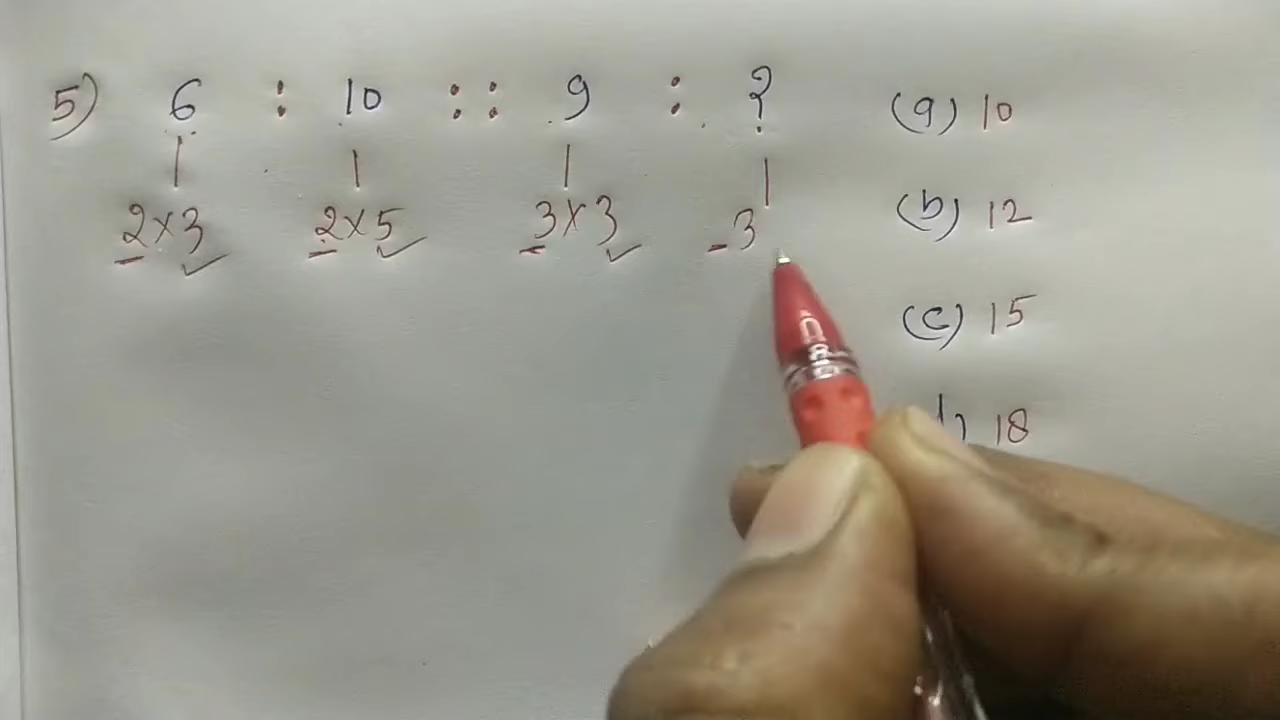 5) 6 : 10 :: 9 : ? (a) 10
2×3 2×5 3×3 3 (b) 12
(c) 15
18